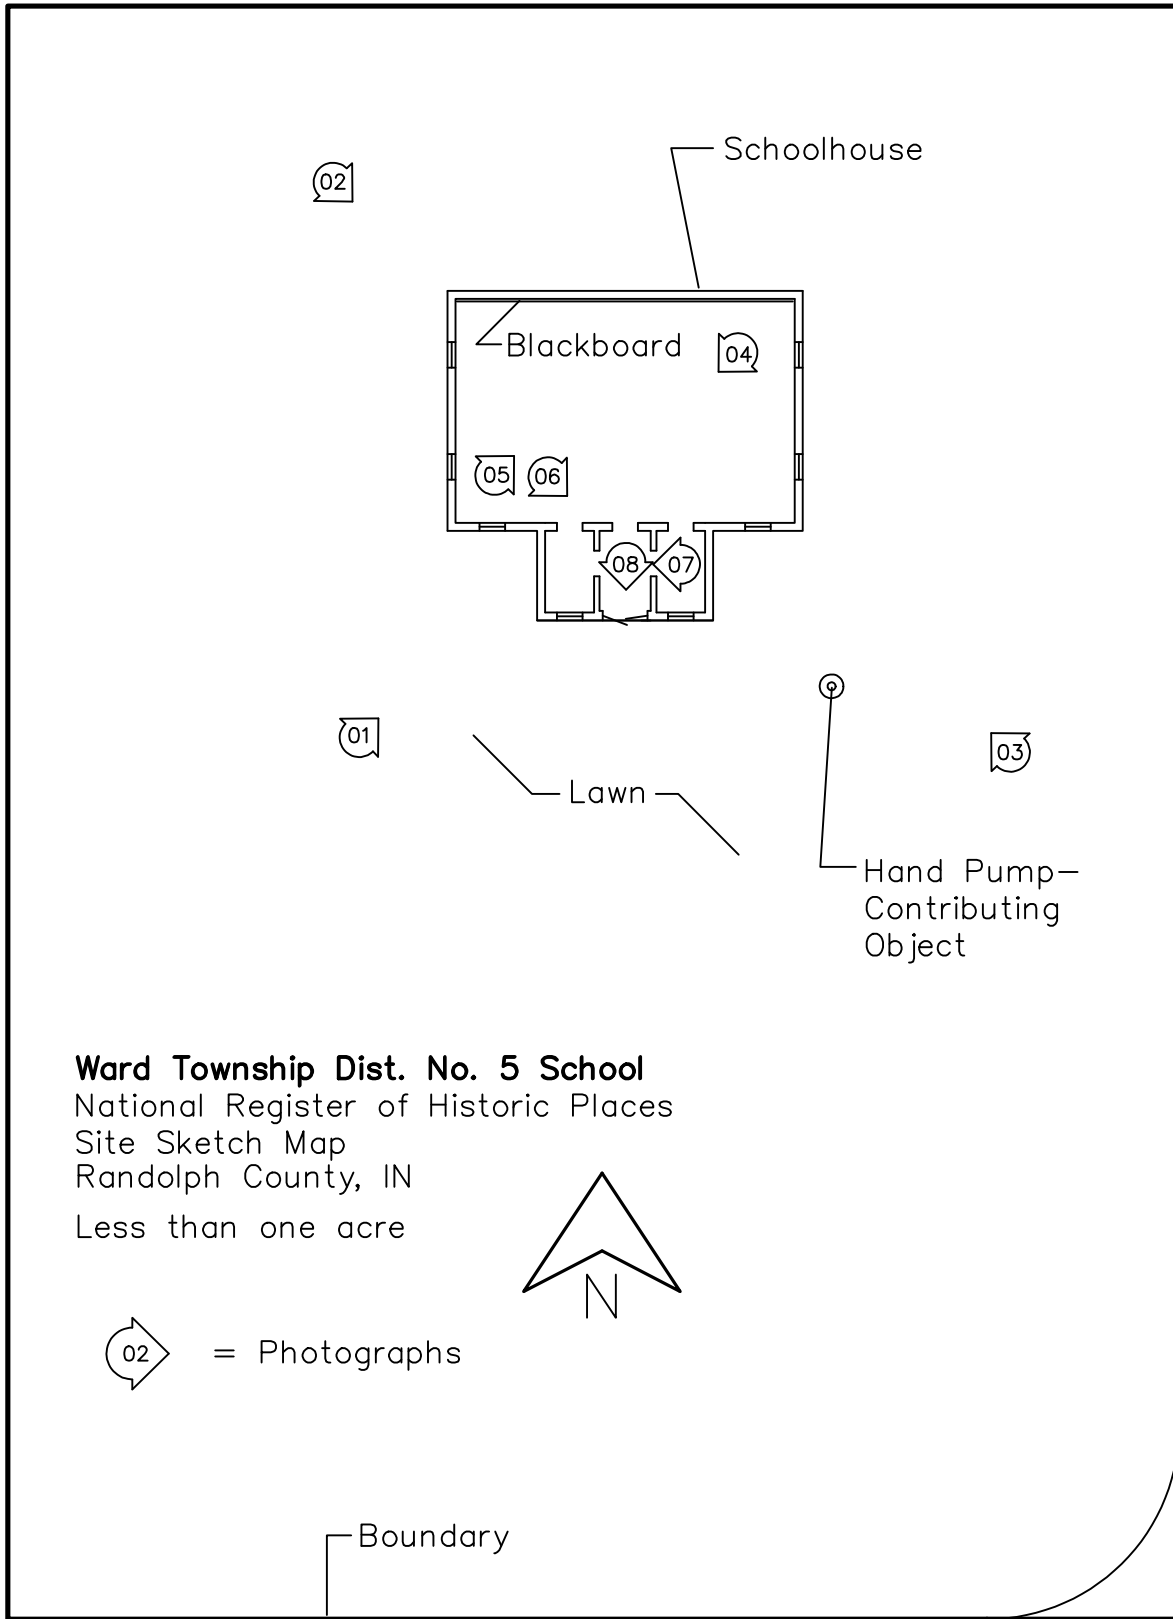 Schoolhouse
02
Blackboard
04
05
06
08
07
01
03
Lawn
Hand Pump-
Contributing
Object
Ward Township Dist. No. 5 School
National Register of Historic Places
Site Sketch Map
Randolph County, IN
Less than one acre
N
02 = Photographs
Boundary